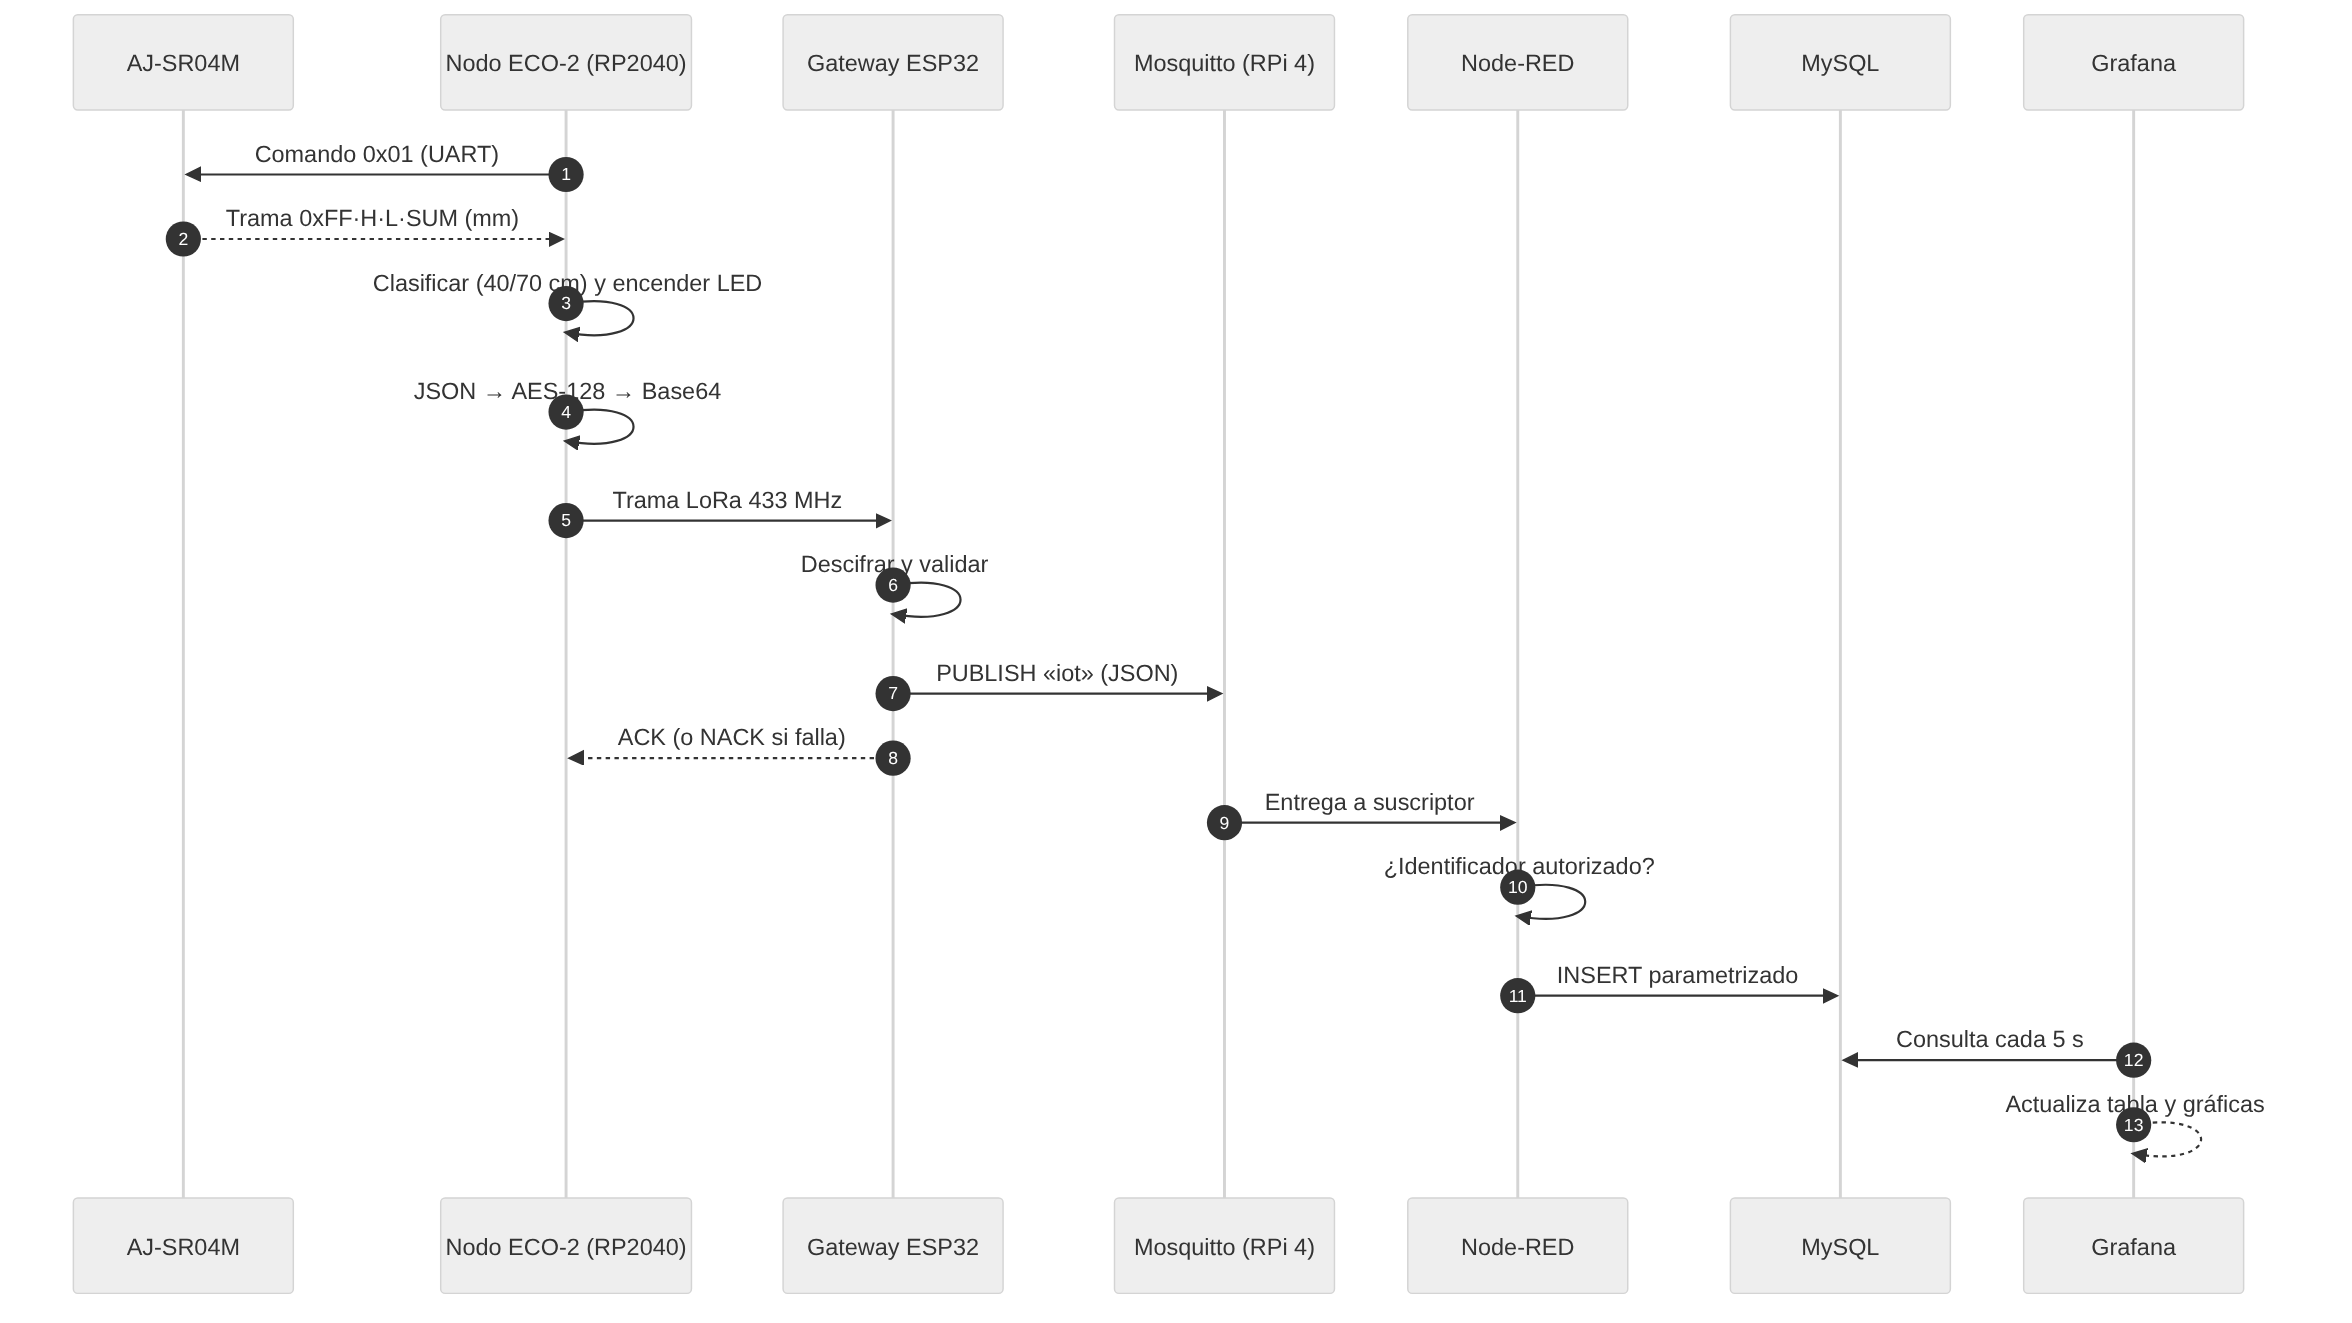 AJ-SR04M
Nodo ECO-2 (RP2040)
Gateway ESP32
Mosquitto (RPi 4)
Node-RED
MySQL
Grafana
Comando 0x01 (UART)
1
Trama 0xFF·H·L·SUM (mm)
2
Clasificar (40/70 cm) y encender LED
3
JSON → AES-128 → Base64
4
Trama LoRa 433 MHz
5
Descifrar y validar
6
PUBLISH «iot» (JSON)
7
ACK (o NACK si falla)
8
Entrega a suscriptor
9
¿Identificador autorizado?
10
INSERT parametrizado
11
Consulta cada 5 s
12
Actualiza tabla y gráficas
13
AJ-SR04M
Nodo ECO-2 (RP2040)
Gateway ESP32
Mosquitto (RPi 4)
Node-RED
MySQL
Grafana